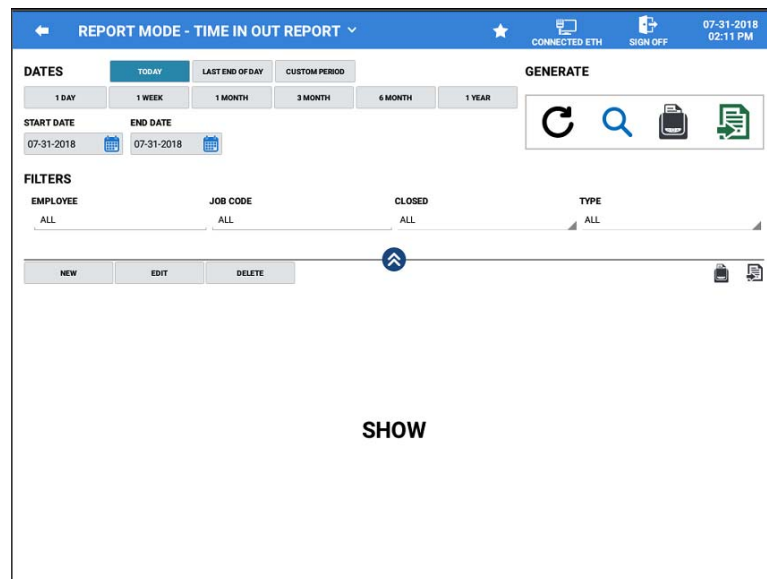 REPORT MODE - TIME IN OUT REPORT
CONNECTED ETH
SIGN OFF
07-31-2018
02:11 PM
DATES
TODAY
LAST END OF DAY
CUSTOM PERIOD
GENERATE
1 DAY
1 WEEK
1 MONTH
3 MONTH
6 MONTH
1 YEAR
START DATE
END DATE
07-31-2018
07-31-2018
FILTERS
EMPLOYEE
JOB CODE
CLOSED
TYPE
ALL
ALL
ALL
ALL
NEW
EDIT
DELETE
SHOW